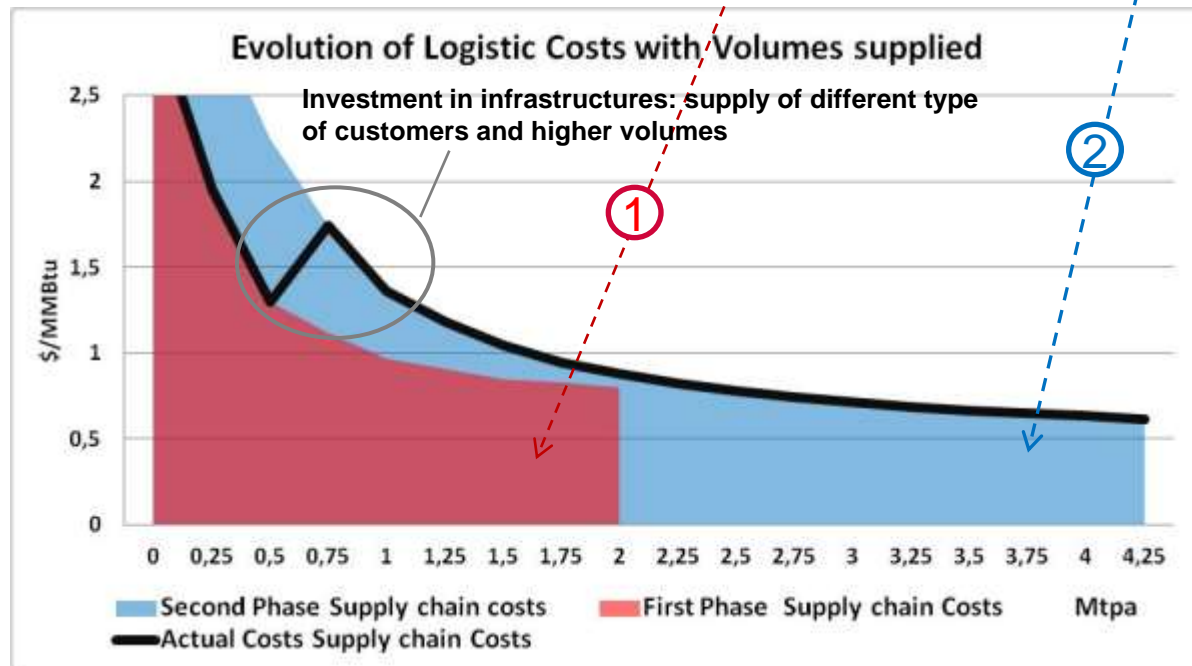 Evolution of Logistic Costs with Volumes supplied
Investment in infrastructures: supply of different type
of customers and higher volumes
2,5
2
1,5
1
0,5
0
$/MMBtu
1
2
0 0,25 0,5 0,75 1 1,25 1,5 1,75 2 2,25 2,5 2,75 3 3,25 3,5 3,75 4 4,25
Second Phase Supply chain costs First Phase Supply chain Costs Mtpa
Actual Costs Supply chain Costs